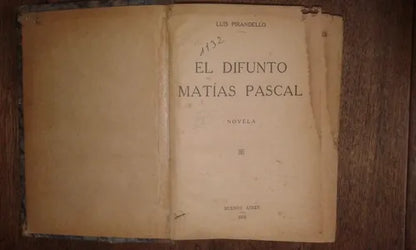 LUIS PIRANDELLO
1132
EL DIFUNTO
MATÍAS PASCAL
NOVELA
BUENOS AIRES